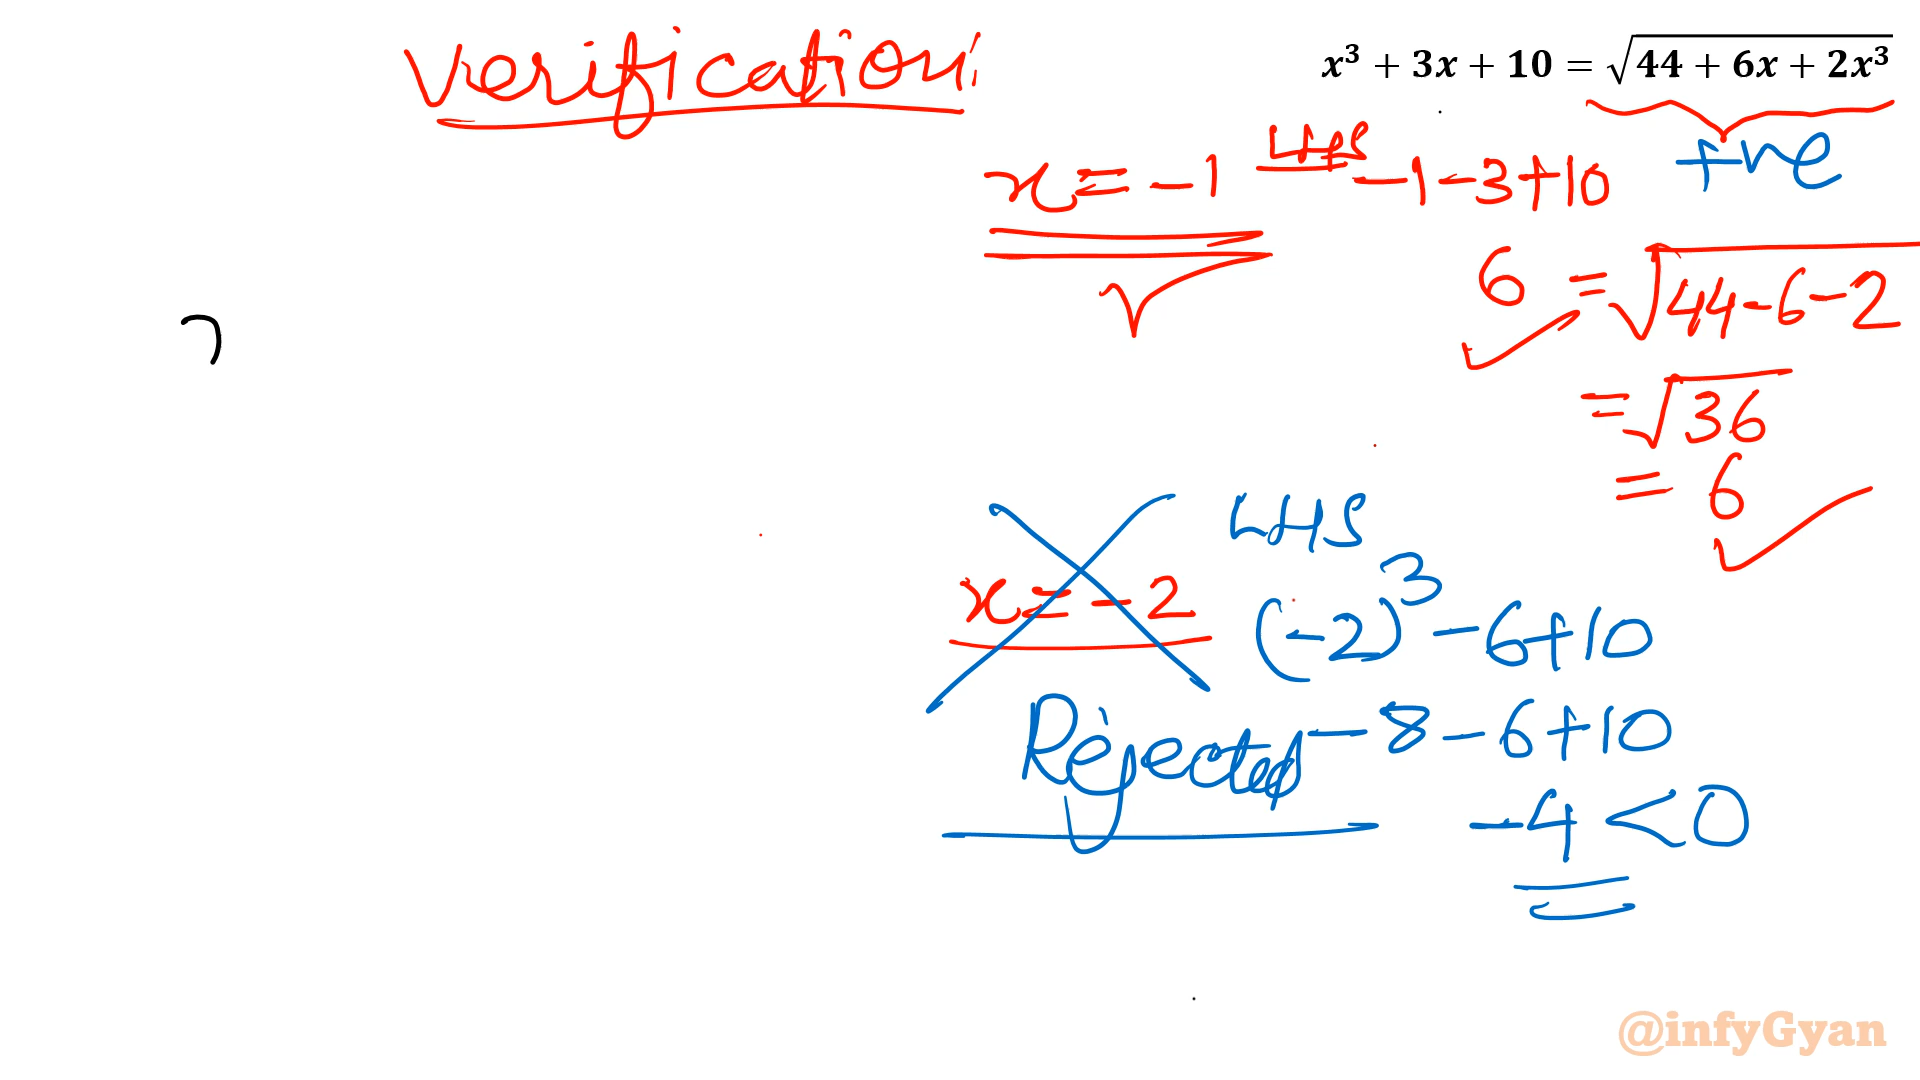 verification:
x³ + 3x + 10 = √44 + 6x + 2x³
+ve
x = -1 LHS -1-3+10
6 = √44-6-2
= √36
= 6
LHS
x = -2 (-2)³-6+10
Rejected -8-6+10
-4<0
@infyGyan